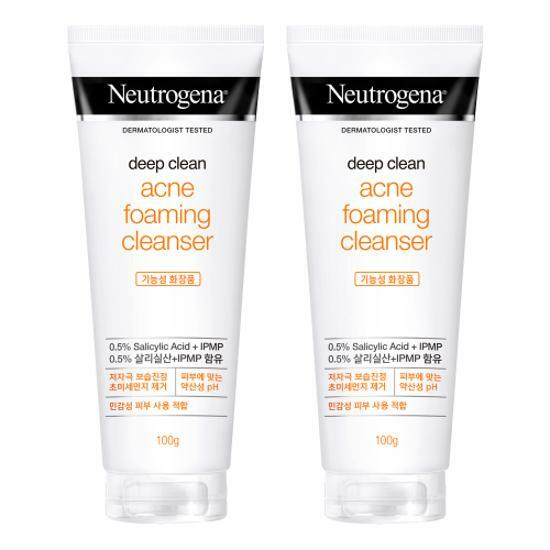 Neutrogena®
DERMATOLOGIST TESTED
deep clean
acne
foaming
cleanser
기능성 화장품
0.5% Salicylic Acid + IPMP
0.5% 살리실산+IPMP 함유
저자극 보습진정
초미세먼지 제거
피부에 맞는
약산성 pH
민감성 피부 사용 적합
100g
Neutrogena®
DERMATOLOGIST TESTED
deep clean
acne
foaming
cleanser
기능성 화장품
0.5% Salicylic Acid + IPMP
0.5% 살리실산+IPMP 함유
저자극 보습진정
초미세먼지 제거
피부에 맞는
약산성 pH
민감성 피부 사용 적합
100g